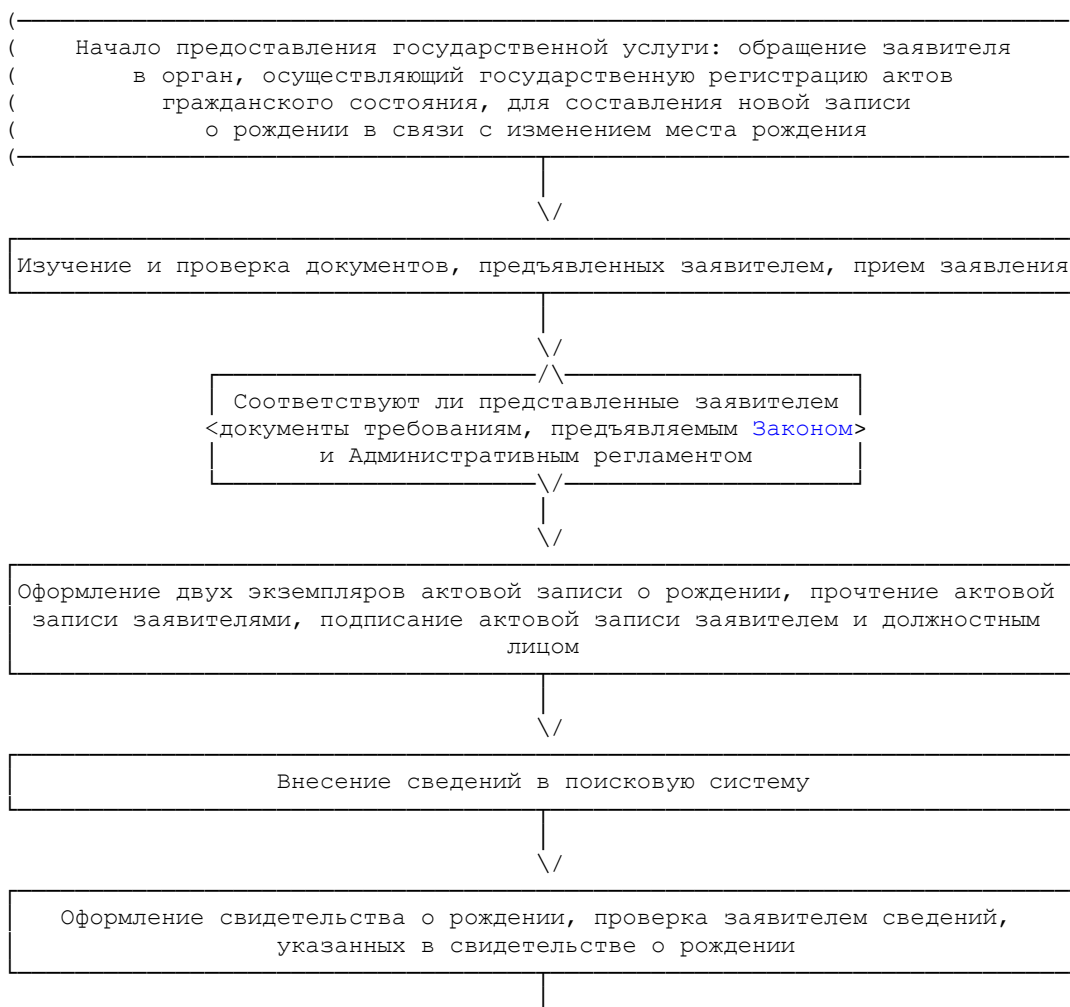 Начало предоставления государственной услуги: обращение заявителя
в орган, осуществляющий государственную регистрацию актов
гражданского состояния, для составления новой записи
о рождении в связи с изменением места рождения
Изучение и проверка документов, предъявленных заявителем, прием заявления
Соответствуют ли представленные заявителем
<документы требованиям, предъявляемым Законом>
и Административным регламентом
Оформление двух экземпляров актовой записи о рождении, прочтение актовой
записи заявителями, подписание актовой записи заявителем и должностным
лицом
Внесение сведений в поисковую систему
Оформление свидетельства о рождении, проверка заявителем сведений,
указанных в свидетельстве о рождении